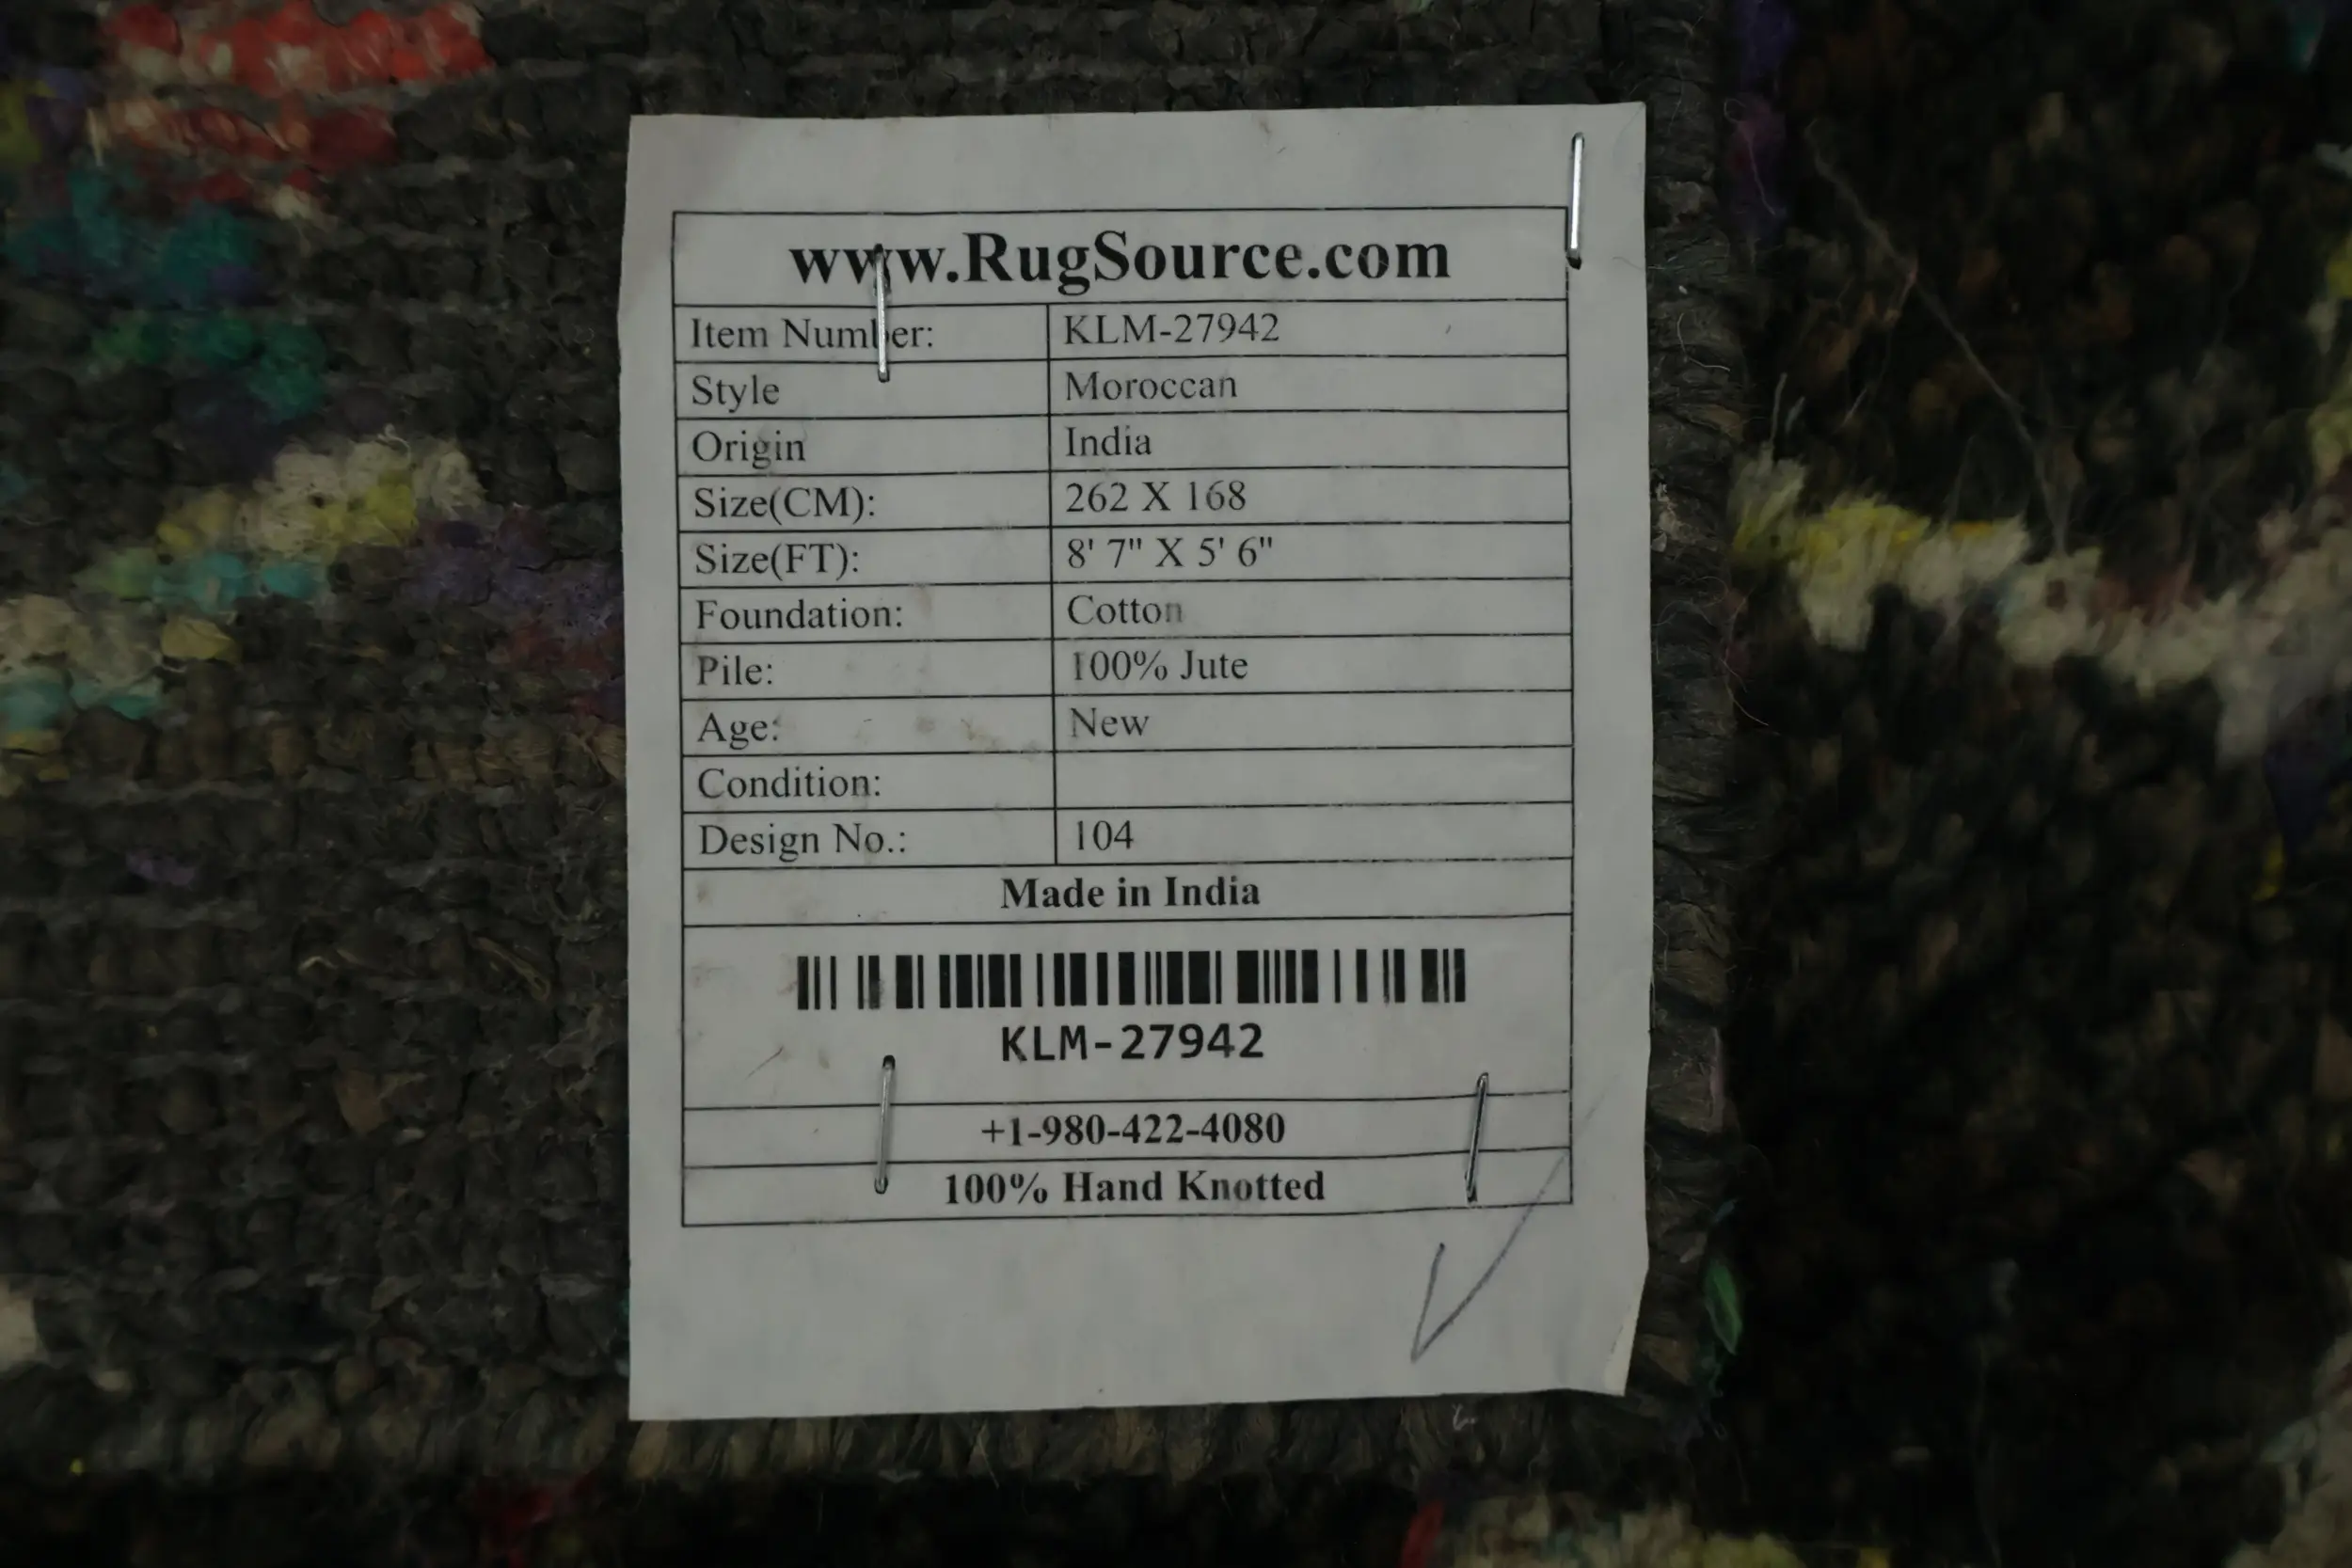 www.RugSource.com
Item Number: KLM-27942
Style Moroccan
Origin India
Size(CM): 262 X 168
Size(FT): 8' 7" X 5' 6"
Foundation: Cotton
Pile: 100% Jute
Age: New
Condition:
Design No.: 104
Made in India
KLM-27942
+1-980-422-4080
100% Hand Knotted